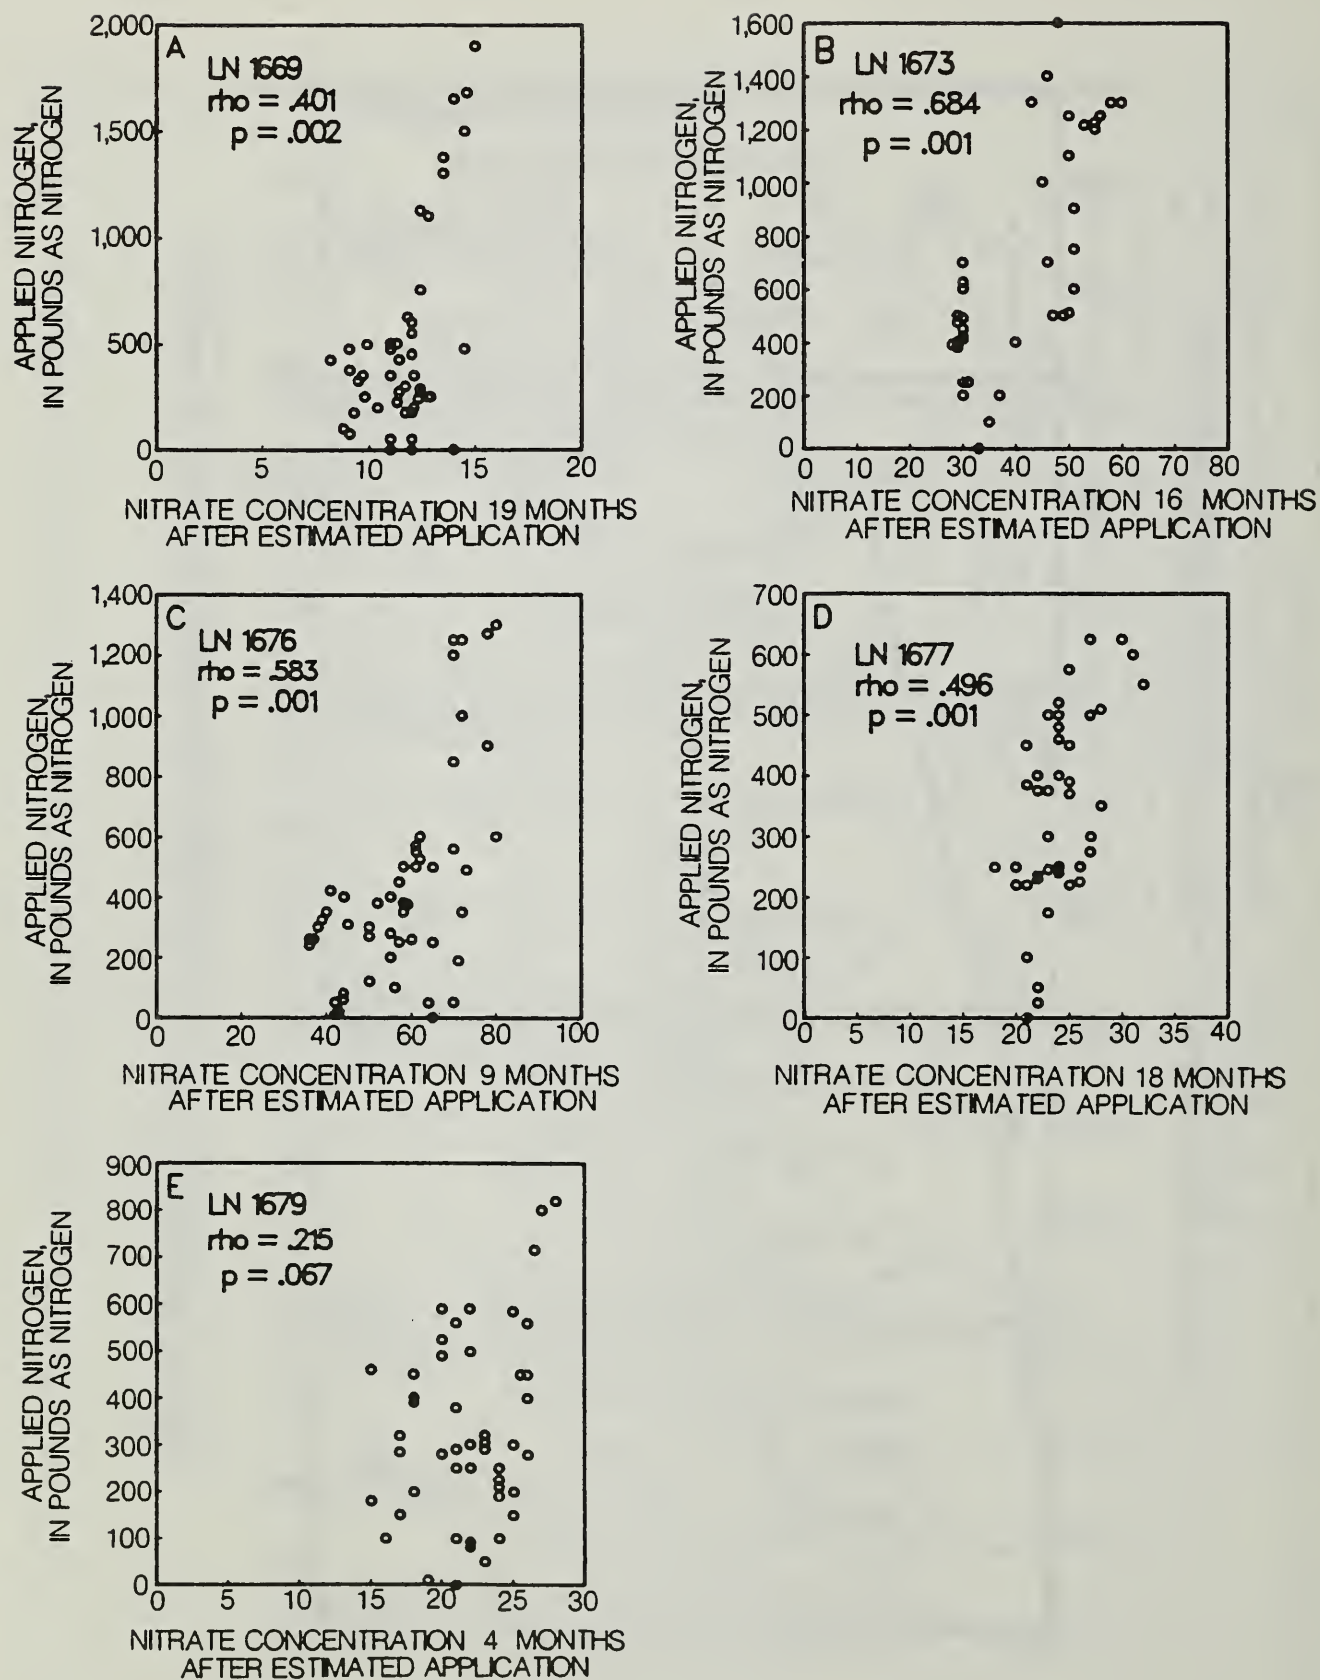 A
LN 1669
rho = .401
p = .002
APPLIED NITROGEN,
IN POUNDS AS NITROGEN
2,000
1,500
1,000
500
0
0 5 10 15 20
NITRATE CONCENTRATION 19 MONTHS
AFTER ESTIMATED APPLICATION
B
LN 1673
rho = .684
p = .001
APPLIED NITROGEN,
IN POUNDS AS NITROGEN
1,600
1,400
1,200
1,000
800
600
400
200
0
0 10 20 30 40 50 60 70 80
NITRATE CONCENTRATION 16 MONTHS
AFTER ESTIMATED APPLICATION
C
LN 1676
rho = .583
p = .001
APPLIED NITROGEN,
IN POUNDS AS NITROGEN
1,400
1,200
1,000
800
600
400
200
0
0 20 40 60 80 100
NITRATE CONCENTRATION 9 MONTHS
AFTER ESTIMATED APPLICATION
D
LN 1677
rho = .496
p = .001
APPLIED NITROGEN,
IN POUNDS AS NITROGEN
700
600
500
400
300
200
100
0
0 5 10 15 20 25 30 35 40
NITRATE CONCENTRATION 18 MONTHS
AFTER ESTIMATED APPLICATION
E
LN 1679
rho = .215
p = .067
APPLIED NITROGEN,
IN POUNDS AS NITROGEN
900
800
700
600
500
400
300
200
100
0
0 5 10 15 20 25 30
NITRATE CONCENTRATION 4 MONTHS
AFTER ESTIMATED APPLICATION